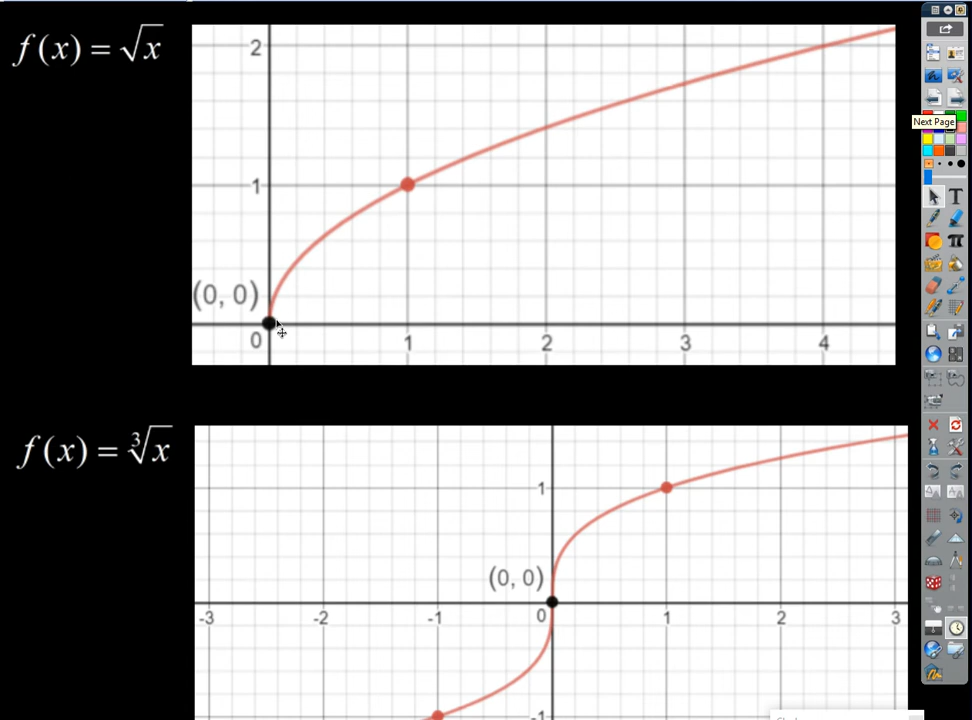 f(x) = √x
2
1
(0, 0)
0 1 2 3 4
Next Page
T
π
f(x) = ∛x
1
(0, 0)
-3 -2 -1 0 1 2 3
-1